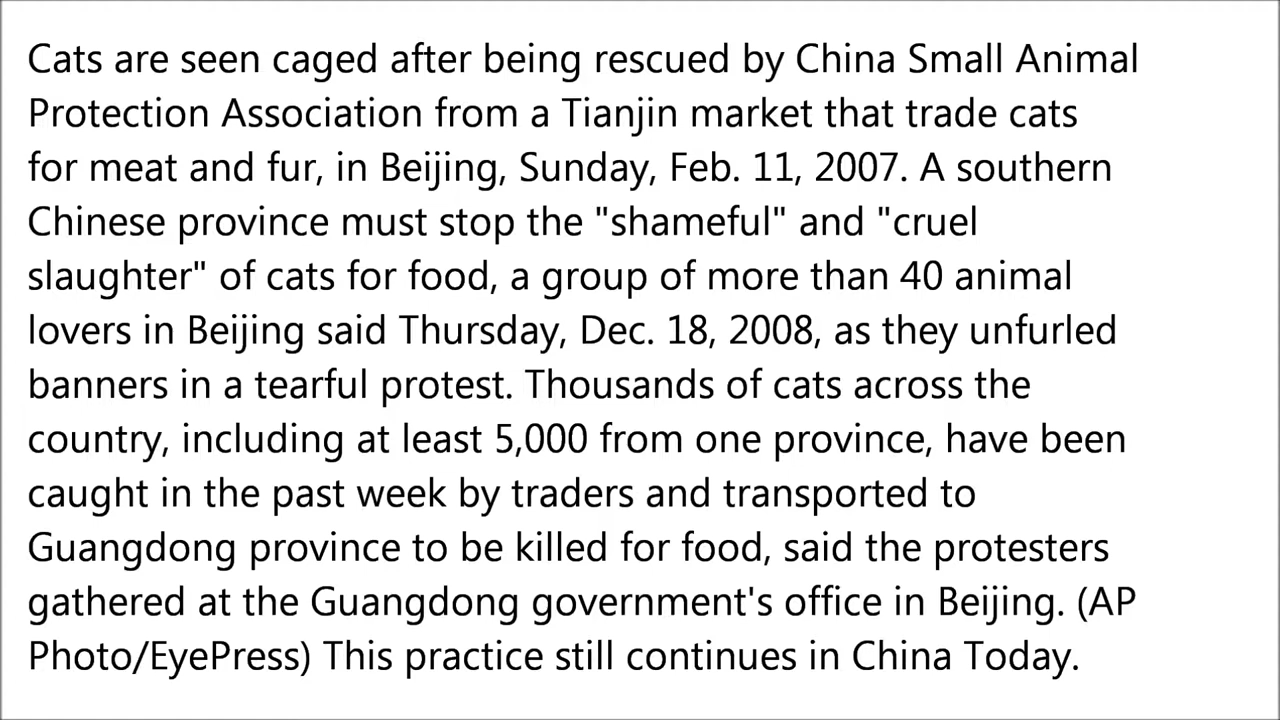 Cats are seen caged after being rescued by China Small Animal
Protection Association from a Tianjin market that trade cats
for meat and fur, in Beijing, Sunday, Feb. 11, 2007. A southern
Chinese province must stop the "shameful" and "cruel
slaughter" of cats for food, a group of more than 40 animal
lovers in Beijing said Thursday, Dec. 18, 2008, as they unfurled
banners in a tearful protest. Thousands of cats across the
country, including at least 5,000 from one province, have been
caught in the past week by traders and transported to
Guangdong province to be killed for food, said the protesters
gathered at the Guangdong government's office in Beijing. (AP
Photo/EyePress) This practice still continues in China Today.